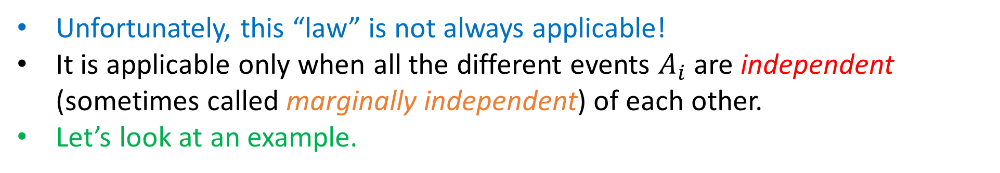 • Unfortunately, this “law” is not always applicable!
• It is applicable only when all the different events 𝐴ᵢ are independent
(sometimes called marginally independent) of each other.
• Let’s look at an example.